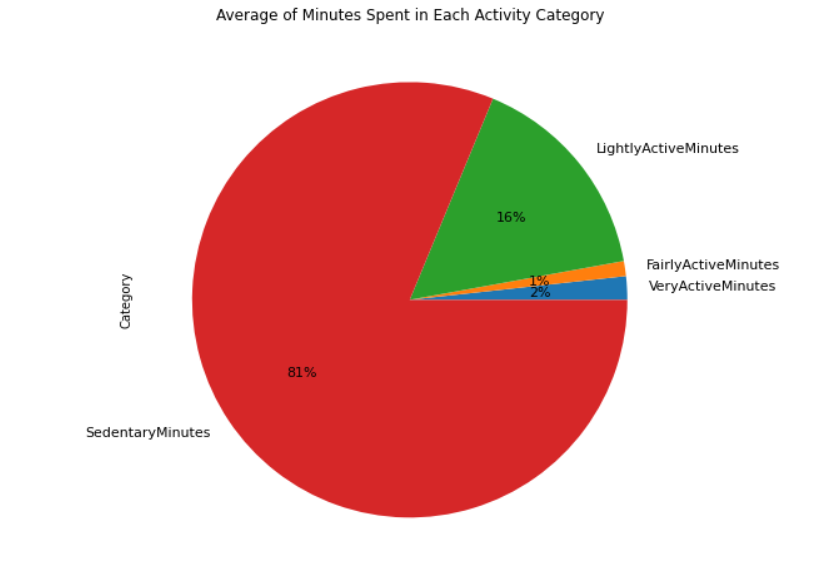 Average of Minutes Spent in Each Activity Category
LightlyActiveMinutes
16%
FairlyActiveMinutes
1%
VeryActiveMinutes
2%
Category
81%
SedentaryMinutes